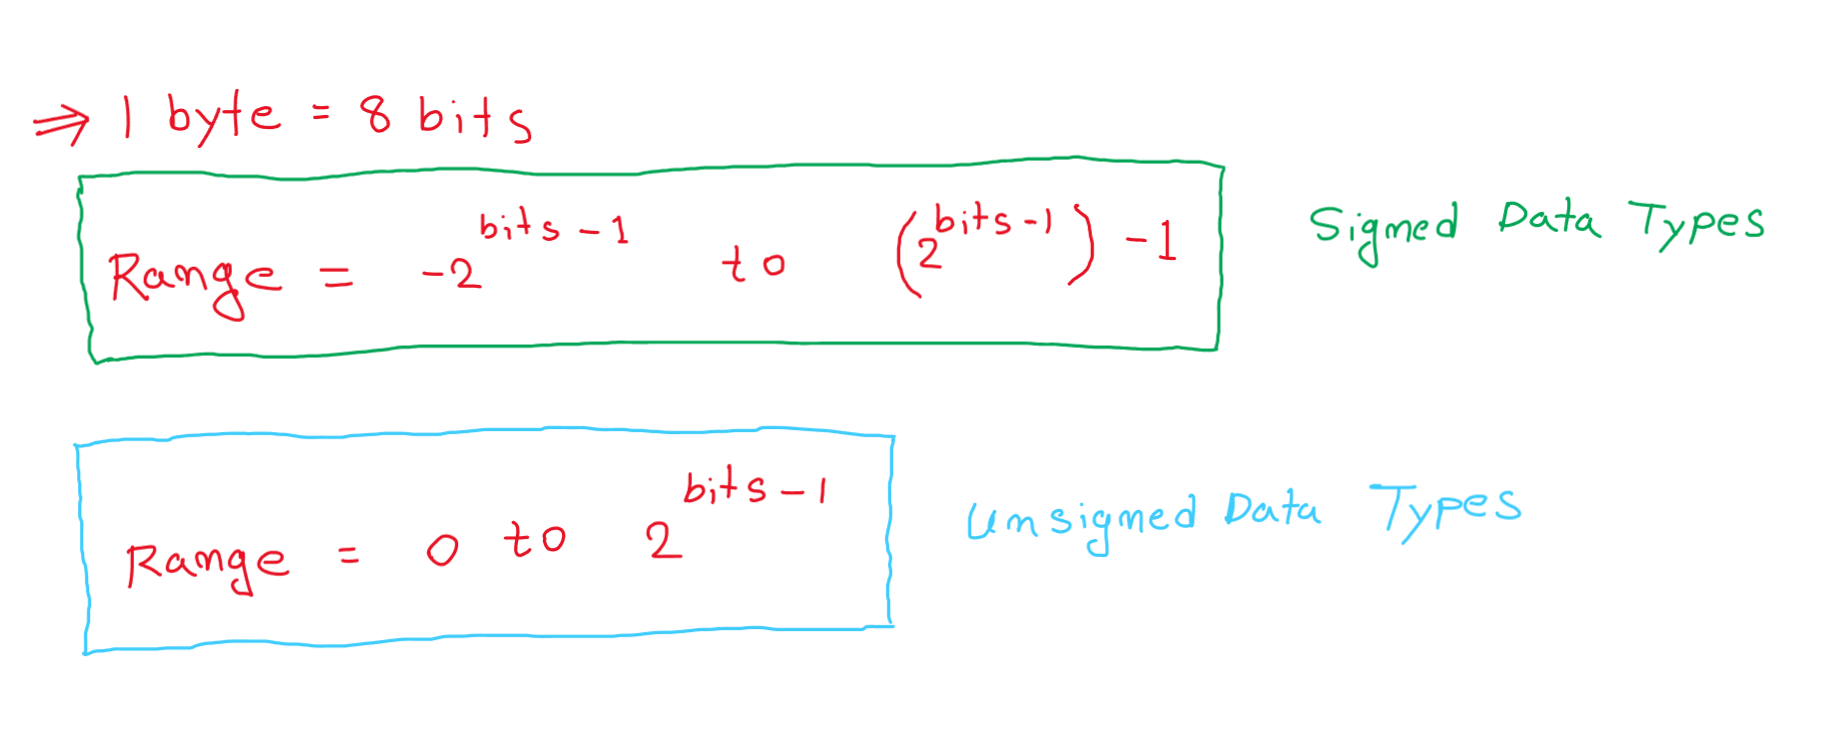 ⇒ 1 byte = 8 bits
Range = -2^(bits-1) to (2^(bits-1))-1 Signed Data Types
Range = 0 to 2^(bits-1) Unsigned Data Types